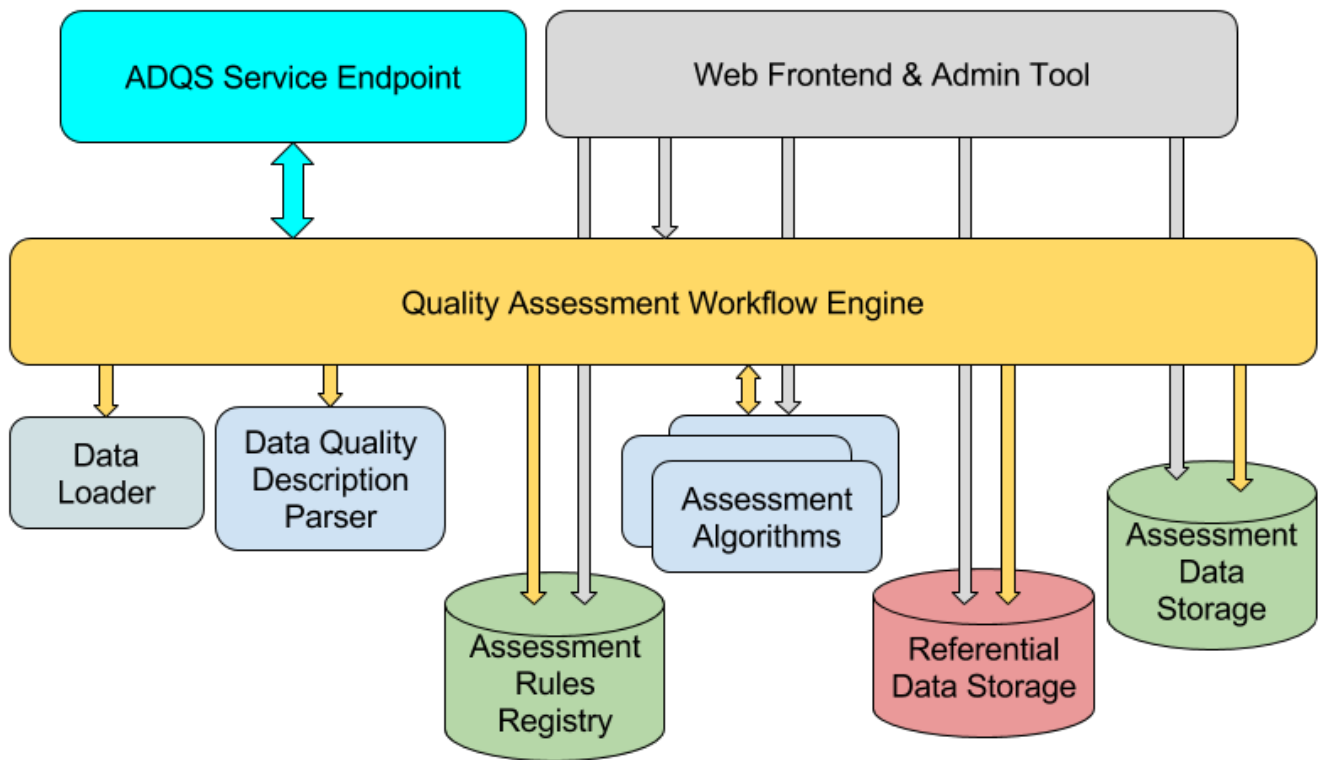 ADQS Service Endpoint
Web Frontend & Admin Tool
Quality Assessment Workflow Engine
Data
Loader
Data Quality
Description
Parser
Assessment
Rules
Registry
Assessment
Algorithms
Referential
Data Storage
Assessment
Data
Storage